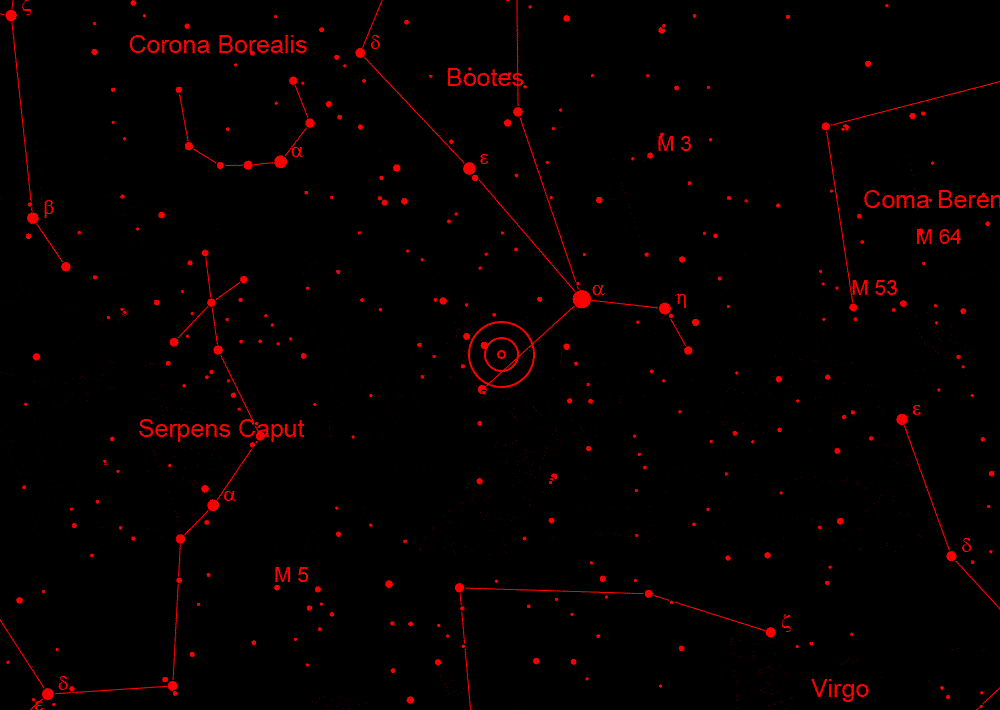 ζ
Corona Borealis
δ
Bootes
M 3
α
ε
Coma Beren
β
M 64
M 53
α
η
ε
Serpens Caput
α
δ
M 5
ζ
δ
Virgo
ε